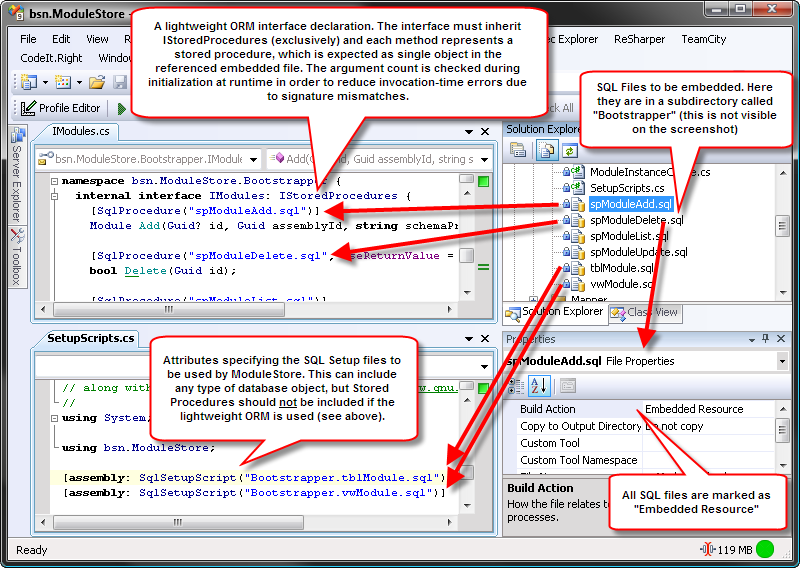 bsn.ModuleStore -
File Edit View
Explorer ReSharper TeamCity
CodeIt.Right
Profile Editor
A lightweight ORM interface declaration. The interface must inherit
IStoredProcedures (exclusively) and each method represents a
stored procedure, which is expected as single object in the
referenced embedded file. The argument count is checked during
initialization at runtime in order to reduce invocation-time errors due
to signature mismatches.
SQL Files to be embedded. Here
they are in a subdirectory called
"Bootstrapper" (this is not visible
on the screenshot)
Server Explorer
Toolbox
IModules.cs
bsn.ModuleStore.Bootstrapper.IModule
Add(Guid? id, Guid assemblyId, string s
namespace bsn.ModuleStore.Bootstrapper {
internal interface IModules: IStoredProcedures {
[SqlProcedure("spModuleAdd.sql")]
Module Add(Guid? id, Guid assemblyId, string schemaPr
[SqlProcedure("spModuleDelete.sql", UseReturnValue =
bool Delete(Guid id);
[SqlProcedure("spModuleList.sql")]
Solution Explorer
SetupScripts.cs
spModuleAdd.sql
spModuleDelete.sql
spModuleList.sql
spModuleUpdate.sql
tblModule.sql
vwModule.sql
Mapper
Solution Explorer Class View
SetupScripts.cs
Attributes specifying the SQL Setup files to
be used by ModuleStore. This can include
any type of database object, but Stored
Procedures should not be included if the
lightweight ORM is used (see above).
// along with
w.gnu.
//
using System;
using bsn.ModuleStore;
[assembly: SqlSetupScript("Bootstrapper.tblModule.sql")]
[assembly: SqlSetupScript("Bootstrapper.vwModule.sql")]
Properties
spModuleAdd.sql File Properties
Build Action Embedded Resource
Copy to Output Directory Do not copy
Custom Tool
Custom Tool Namespace
Build Action
How the file relates to
processes.
All SQL files are marked as
"Embedded Resource"
Ready
119 MB